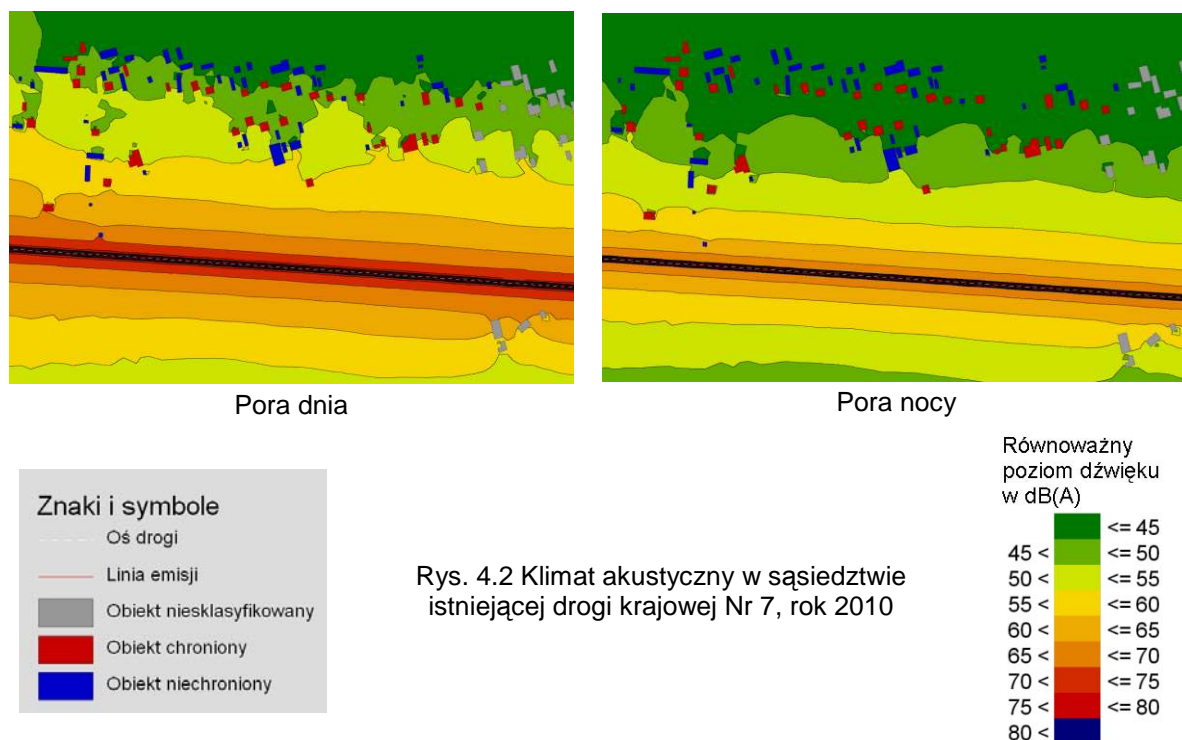 Pora dnia
Pora nocy
Znaki i symbole
Oś drogi
Linia emisji
Obiekt niesklasyfikowany
Obiekt chroniony
Obiekt niechroniony
Rys. 4.2 Klimat akustyczny w sąsiedztwie
istniejącej drogi krajowej Nr 7, rok 2010
Równoważny
poziom dźwięku
w dB(A)
<= 45
45 < <= 50
50 < <= 55
55 < <= 60
60 < <= 65
65 < <= 70
70 < <= 75
75 < <= 80
80 <